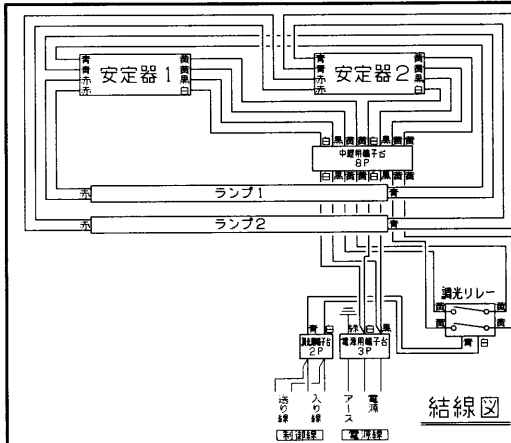 青 安定器1 黄
青 黄
赤 黒
赤 白
青 安定器2 黄
青 黄
赤 黒
赤 白
白黒黄黄白黒黄黄
中継用端子台
8P
白黒黄黄白黒黄黄
赤 ランプ1 青
赤 ランプ2 青
調光リレー
黄 黄
黄 黄
青 白
青 白
調光用端子台
2P
緑 白 黒
電源用端子台
3P
送り線
入り線
アース
電源
制御線
電源線
結線図